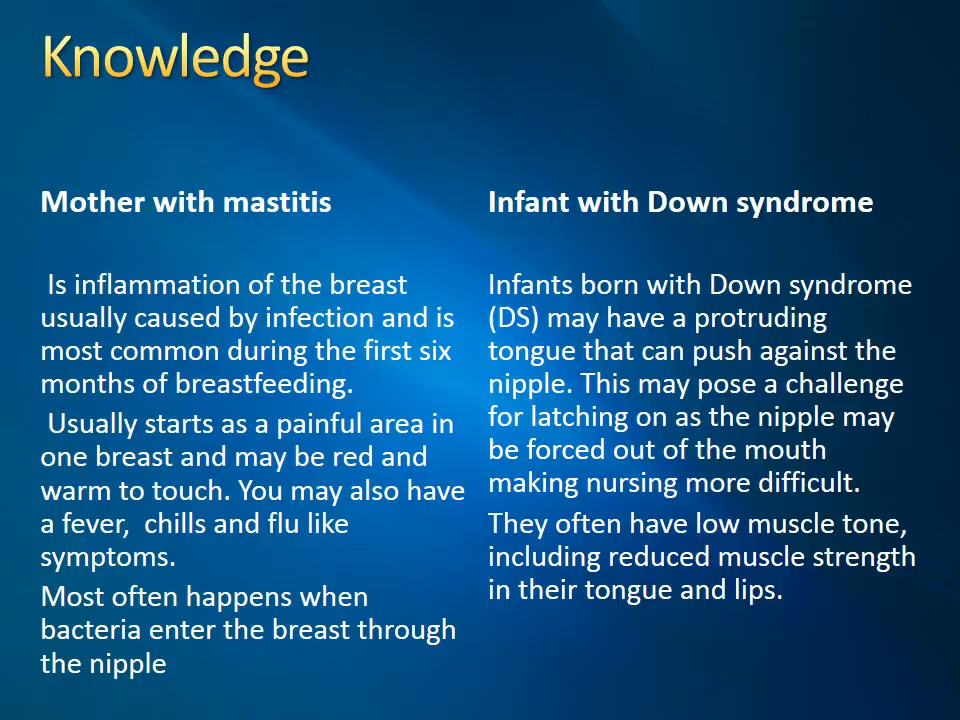 Knowledge
Mother with mastitis
Is inflammation of the breast
usually caused by infection and is
most common during the first six
months of breastfeeding.
Usually starts as a painful area in
one breast and may be red and
warm to touch. You may also have
a fever,  chills and flu like
symptoms.
Most often happens when
bacteria enter the breast through
the nipple
Infant with Down syndrome
Infants born with Down syndrome
(DS) may have a protruding
tongue that can push against the
nipple. This may pose a challenge
for latching on as the nipple may
be forced out of the mouth
making nursing more difficult.
They often have low muscle tone,
including reduced muscle strength
in their tongue and lips.